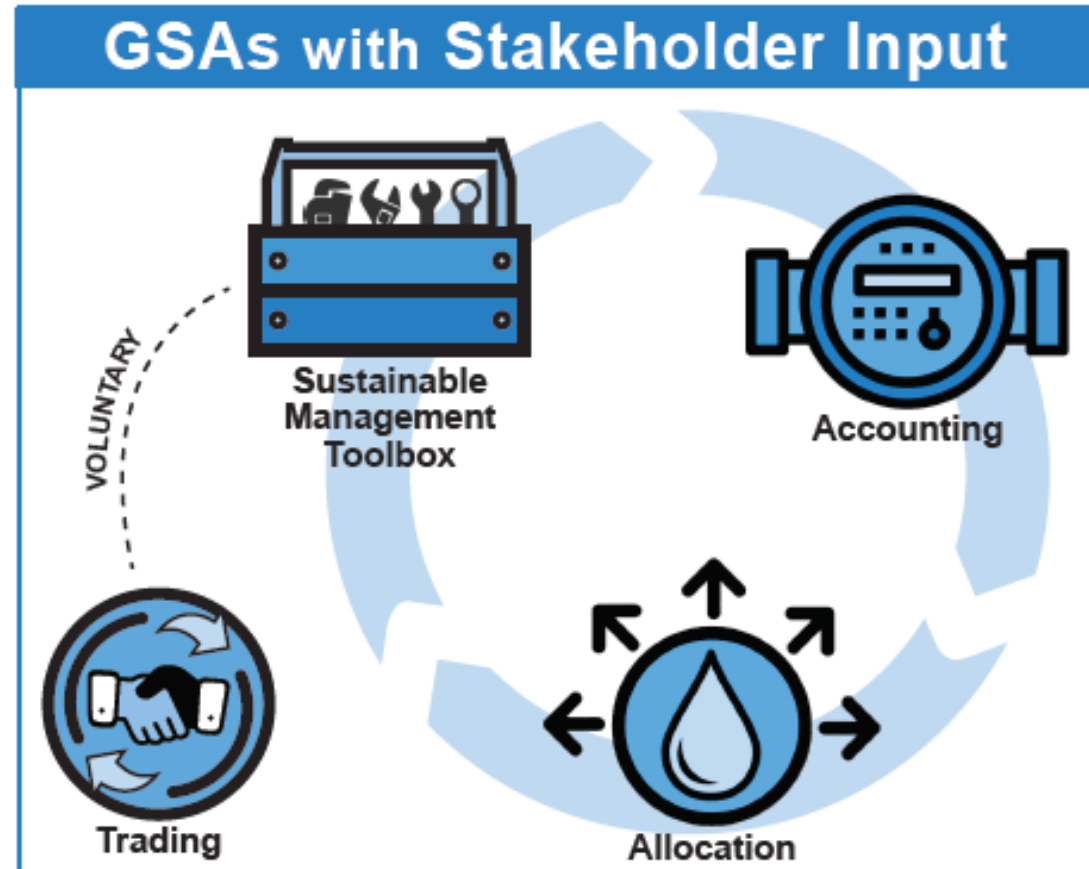 GSAs with Stakeholder Input
VOLUNTARY
Sustainable
Management
Toolbox
Accounting
Trading
Allocation